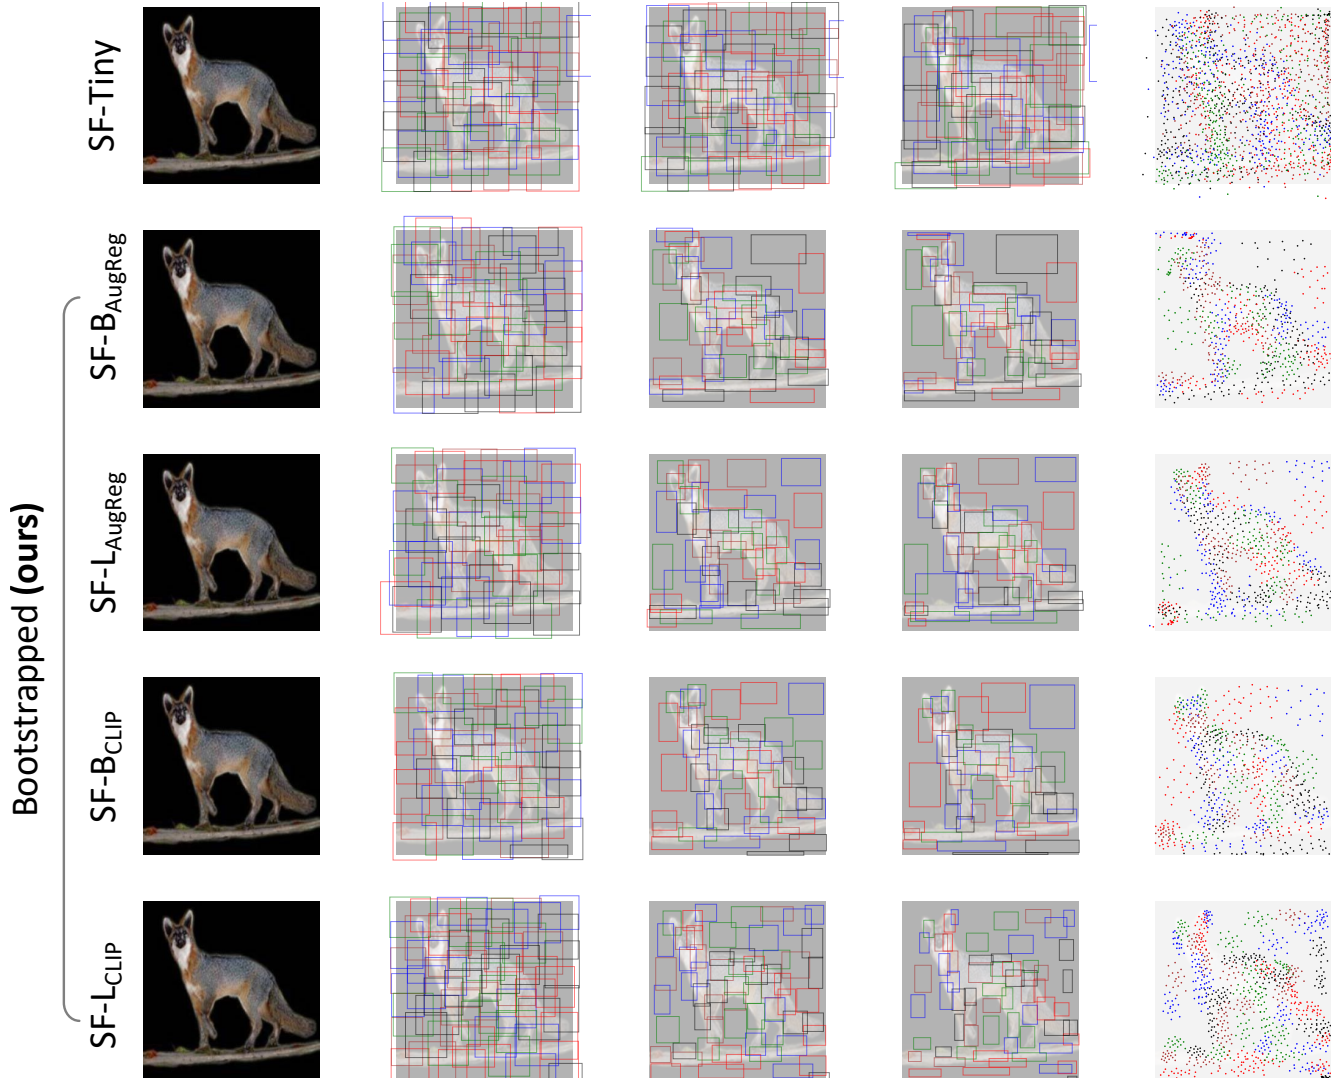 SF-Tiny
Bootstrapped (ours)
SF-B_AugReg
SF-L_AugReg
SF-B_CLIP
SF-L_CLIP